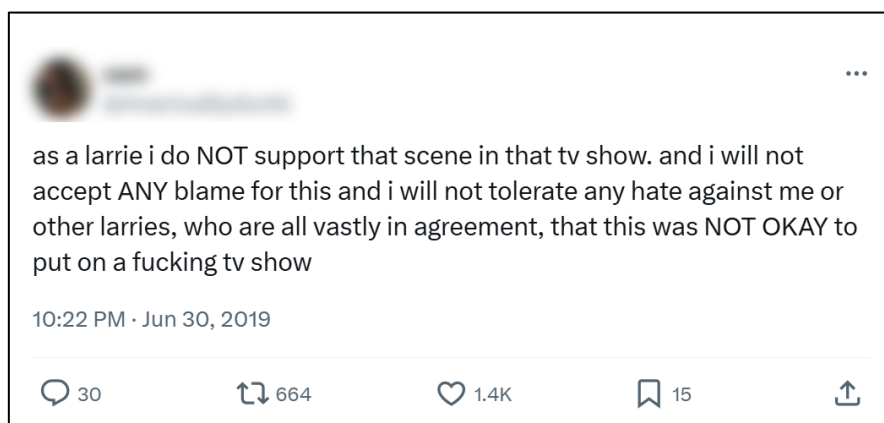 as a larrie i do NOT support that scene in that tv show. and i will not
accept ANY blame for this and i will not tolerate any hate against me or
other larries, who are all vastly in agreement, that this was NOT OKAY to
put on a fucking tv show
10:22 PM · Jun 30, 2019
30 664 1.4K 15